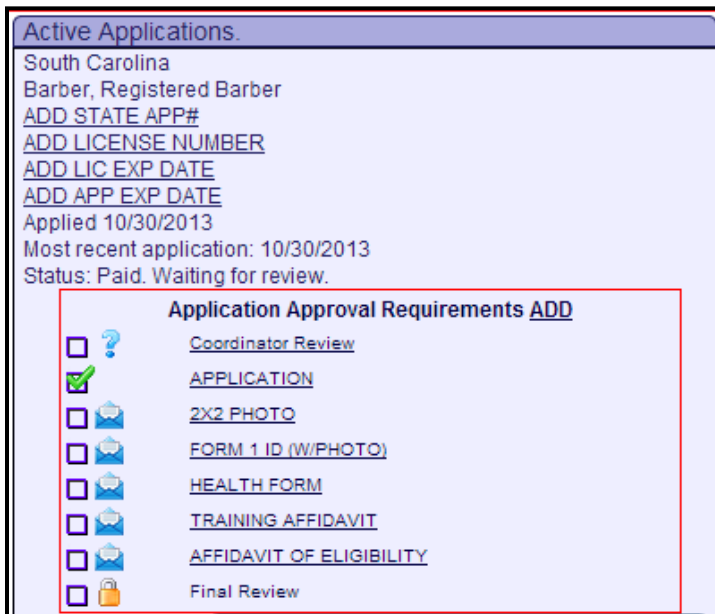 Active Applications.
South Carolina
Barber, Registered Barber
ADD STATE APP#
ADD LICENSE NUMBER
ADD LIC EXP DATE
ADD APP EXP DATE
Applied 10/30/2013
Most recent application: 10/30/2013
Status: Paid. Waiting for review.
Application Approval Requirements ADD
Coordinator Review
APPLICATION
2X2 PHOTO
FORM 1 ID (W/PHOTO)
HEALTH FORM
TRAINING AFFIDAVIT
AFFIDAVIT OF ELIGIBILITY
Final Review